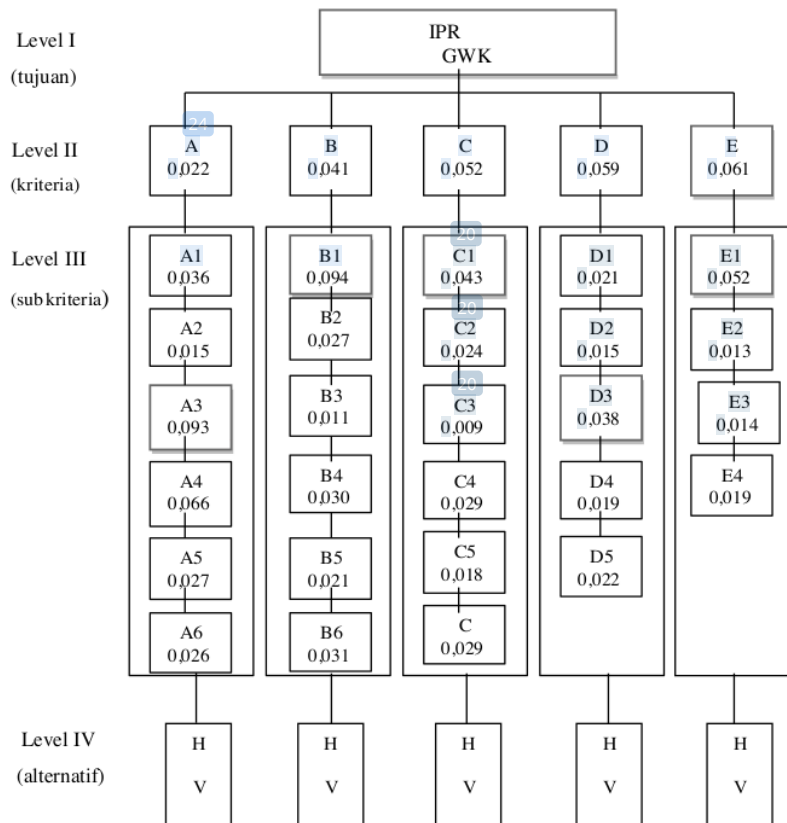 Level I
(tujuan)
IPR
GWK
24
Level II
(kriteria)
A
0,022
B
0,041
C
0,052
D
0,059
E
0,061
Level III
(sub kriteria)
A1
0,036
A2
0,015
A3
0,093
A4
0,066
A5
0,027
A6
0,026
B1
0,094
B2
0,027
B3
0,011
B4
0,030
B5
0,021
B6
0,031
20
C1
0,043
20
C2
0,024
20
C3
0,009
C4
0,029
C5
0,018
C
0,029
D1
0,021
D2
0,015
D3
0,038
D4
0,019
D5
0,022
E1
0,052
E2
0,013
E3
0,014
E4
0,019
Level IV
(alternatif)
H
V
H
V
H
V
H
V
H
V